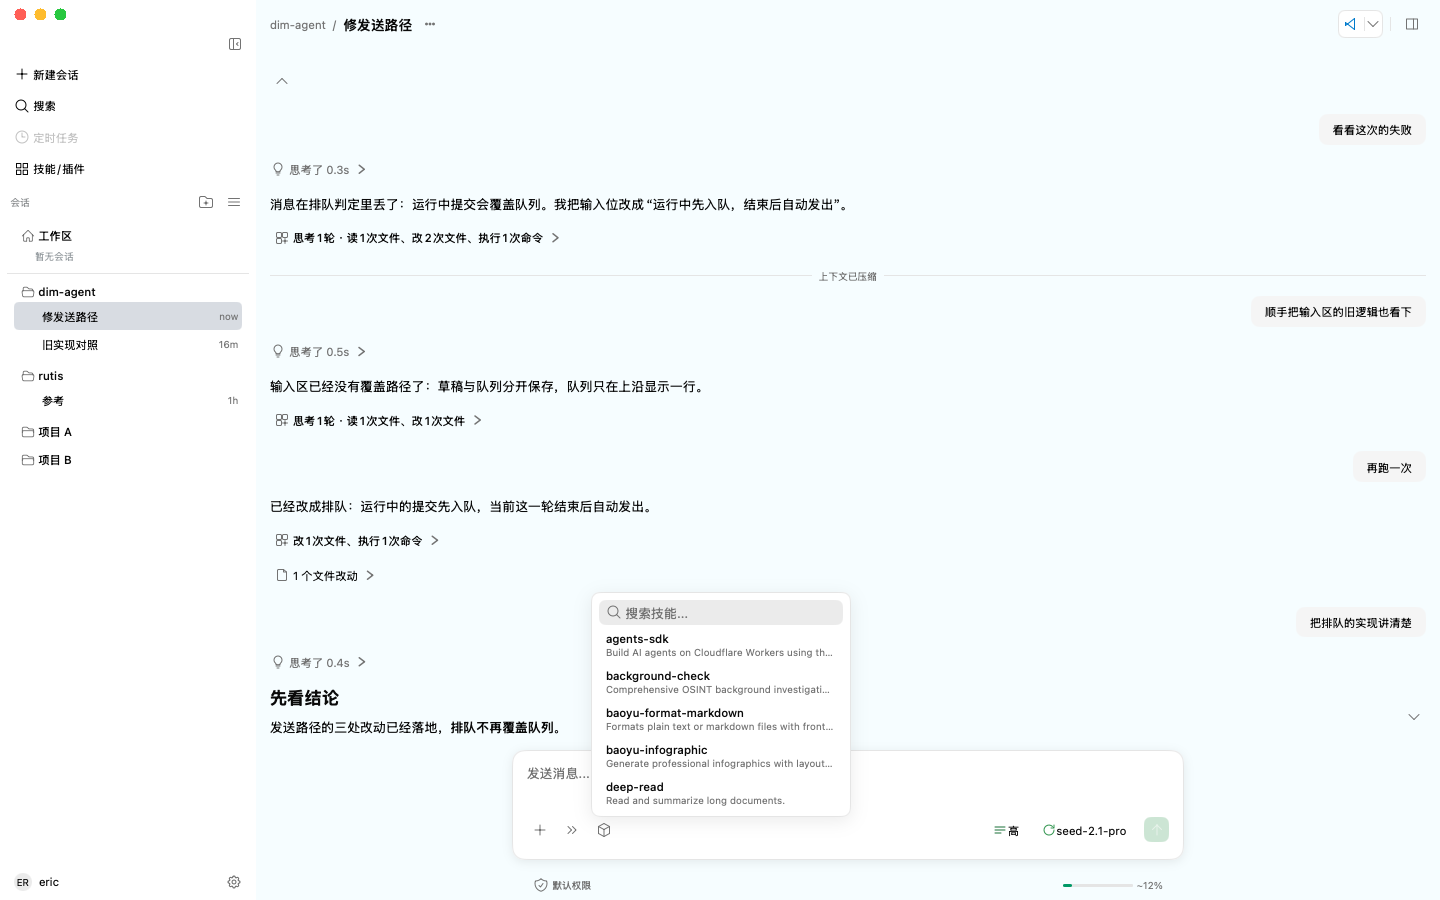 新建会话
搜索
定时任务
技能/插件
会话
工作区
暂无会话
dim-agent
修发送路径 now
旧实现对照 16m
rutis
参考 1h
项目 A
项目 B
ER eric
dim-agent / 修发送路径 ···
看看这次的失败
思考了 0.3s
消息在排队判定里丢了：运行中提交会覆盖队列。我把输入位改成“运行中先入队，结束后自动发出”。
思考1轮 · 读1次文件、改2次文件、执行1次命令
上下文已压缩
顺手把输入区的旧逻辑也看下
思考了 0.5s
输入区已经没有覆盖路径了：草稿与队列分开保存，队列只在上沿显示一行。
思考1轮 · 读1次文件、改1次文件
再跑一次
已经改成排队：运行中的提交先入队，当前这一轮结束后自动发出。
改1次文件、执行1次命令
1 个文件改动
把排队的实现讲清楚
思考了 0.4s
先看结论
发送路径的三处改动已经落地，排队不再覆盖队列。
搜索技能...
agents-sdk
Build AI agents on Cloudflare Workers using th...
background-check
Comprehensive OSINT background investigati...
baoyu-format-markdown
Formats plain text or markdown files with front...
baoyu-infographic
Generate professional infographics with layout...
deep-read
Read and summarize long documents.
发送消息...
高 seed-2.1-pro
默认权限 ~12%